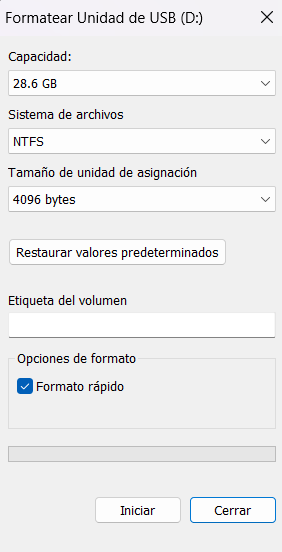 Formatear Unidad de USB (D:)
Capacidad:
28.6 GB
Sistema de archivos
NTFS
Tamaño de unidad de asignación
4096 bytes
Restaurar valores predeterminados
Etiqueta del volumen
Opciones de formato
Formato rápido
Iniciar
Cerrar